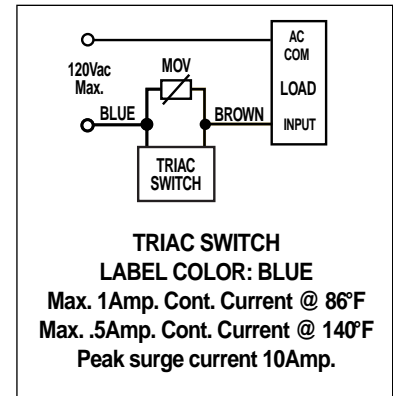 AC
COM
120Vac
Max.
MOV
LOAD
BLUE
BROWN
INPUT
TRIAC
SWITCH
TRIAC SWITCH
LABEL COLOR: BLUE
Max. 1Amp. Cont. Current @ 86°F
Max. .5Amp. Cont. Current @ 140°F
Peak surge current 10Amp.